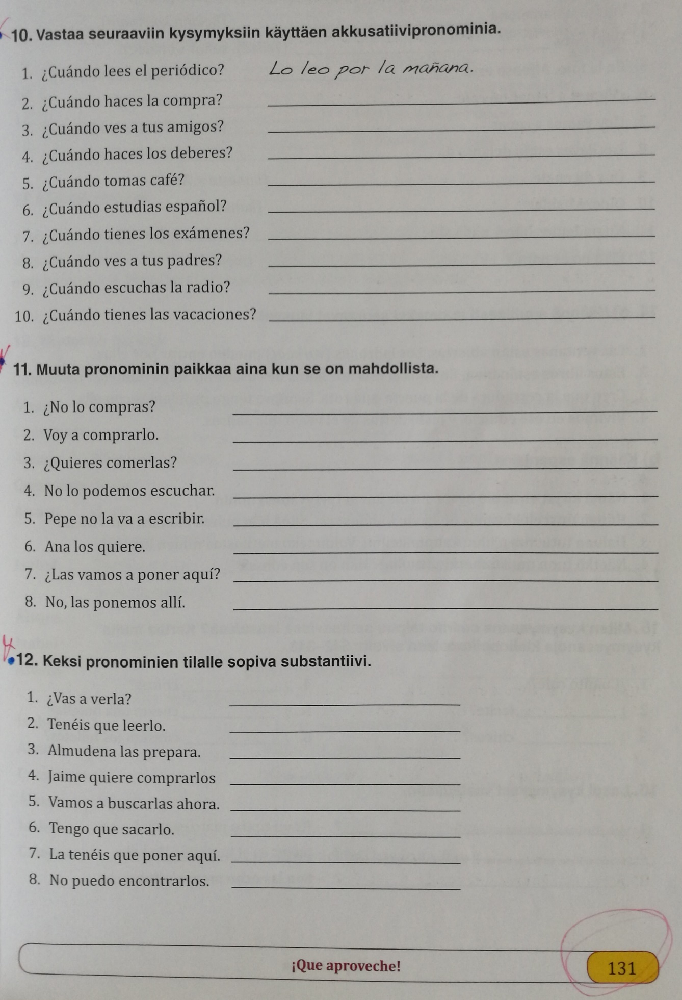 10. Vastaa seuraaviin kysymyksiin käyttäen akkusatiivipronominia.
1. ¿Cuándo lees el periódico? Lo leo por la mañana.
2. ¿Cuándo haces la compra?
3. ¿Cuándo ves a tus amigos?
4. ¿Cuándo haces los deberes?
5. ¿Cuándo tomas café?
6. ¿Cuándo estudias español?
7. ¿Cuándo tienes los exámenes?
8. ¿Cuándo ves a tus padres?
9. ¿Cuándo escuchas la radio?
10. ¿Cuándo tienes las vacaciones?
11. Muuta pronominin paikkaa aina kun se on mahdollista.
1. ¿No lo compras?
2. Voy a comprarlo.
3. ¿Quieres comerlas?
4. No lo podemos escuchar.
5. Pepe no la va a escribir.
6. Ana los quiere.
7. ¿Las vamos a poner aquí?
8. No, las ponemos allí.
12. Keksi pronominien tilalle sopiva substantiivi.
1. ¿Vas a verla?
2. Tenéis que leerlo.
3. Almudena las prepara.
4. Jaime quiere comprarlos
5. Vamos a buscarlas ahora.
6. Tengo que sacarlo.
7. La tenéis que poner aquí.
8. No puedo encontrarlos.
¡Que aproveche!
131